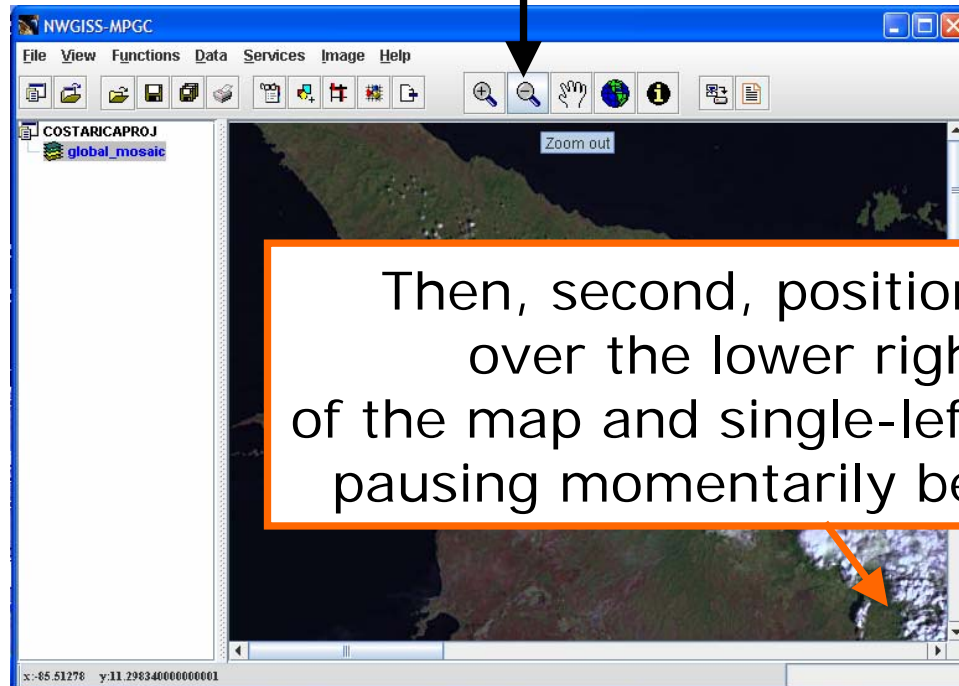 NWGISS-MPGC
File View Functions Data Services Image Help
COSTARICAPROJ
global_mosaic
Zoom out
Then, second, position
over the lower righ
of the map and single-lef
pausing momentarily be
x:-85.51278 y:11.298340000000001